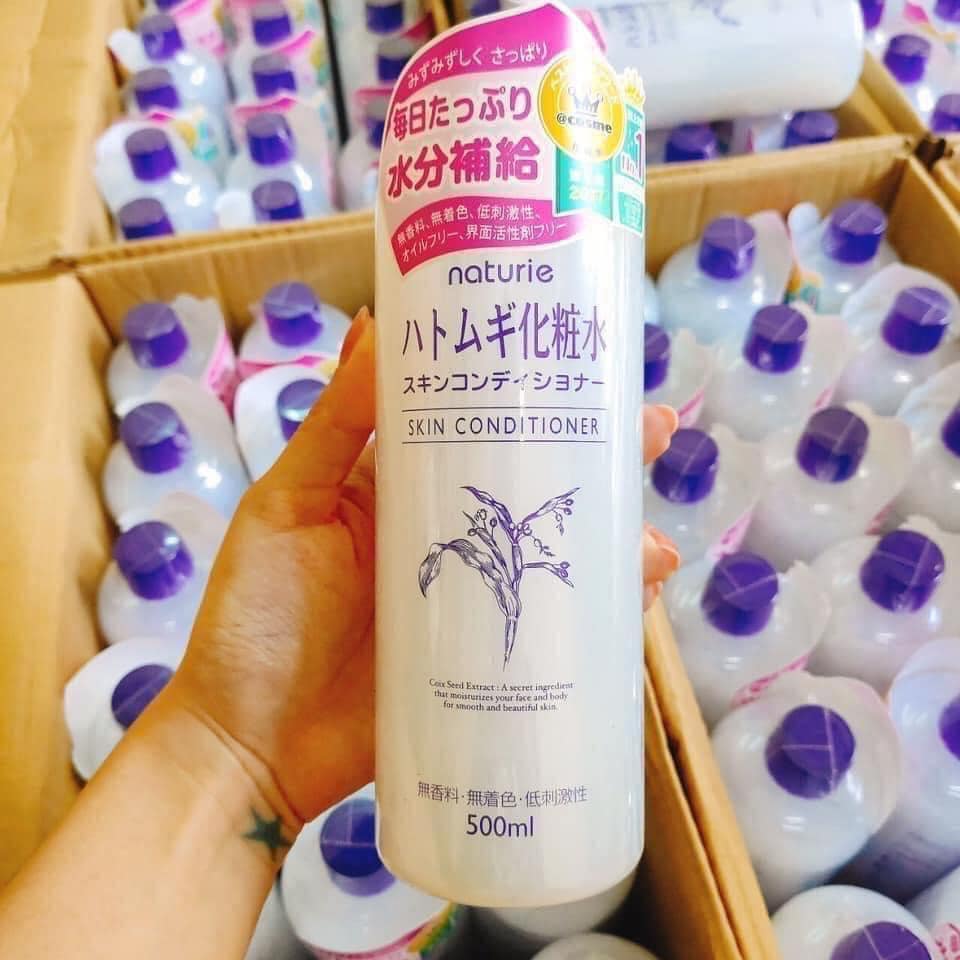 みずみずしく さっぱり
毎日たっぷり
水分補給
無香料、無着色、低刺激性、
オイルフリー、界面活性剤フリー
@cosme
No.1
2017
naturie
ハトムギ化粧水
スキンコンディショナー
SKIN CONDITIONER
Coix Seed Extract : A secret ingredient
that moisturizes your face and body
for smooth and beautiful skin.
無香料・無着色・低刺激性
500ml